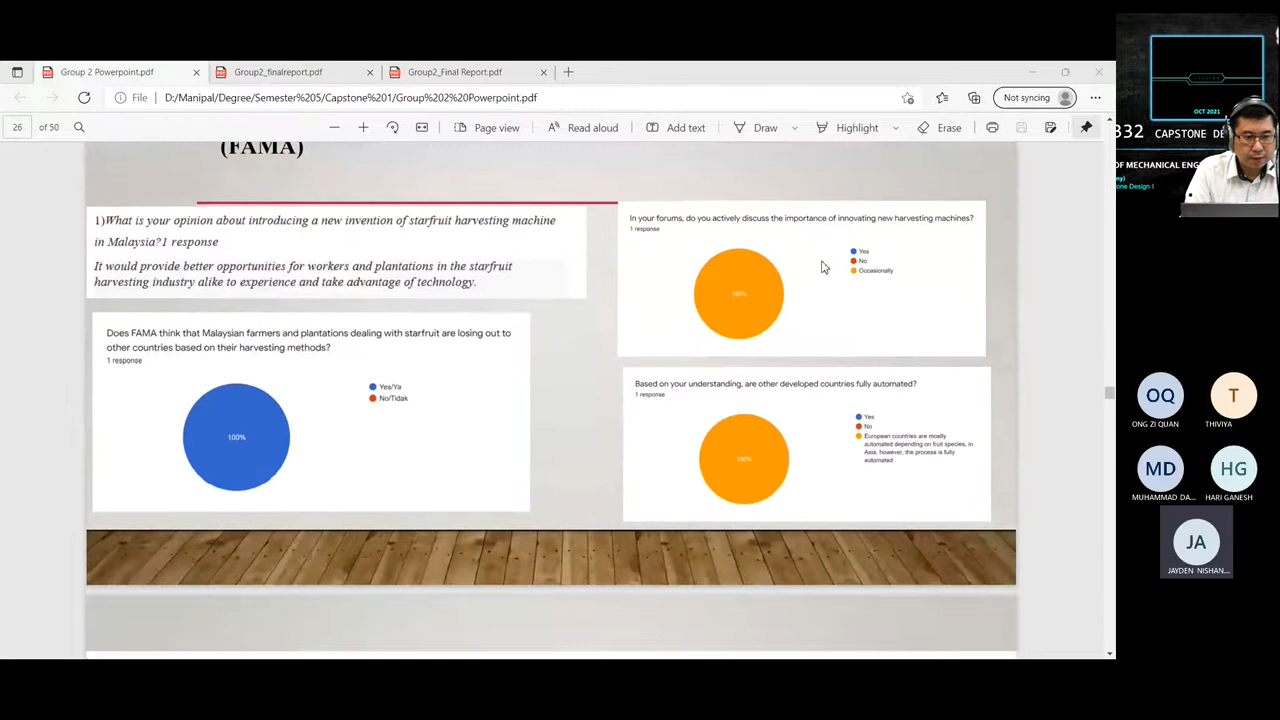 Group 2 Powerpoint.pdf
Group2_finalreport.pdf
Group2_Final Report.pdf
File
D:/Manipal/Degree/Semester%205/Capstone%201/Group%202%20Powerpoint.pdf
Not syncing
26 of 50
Page view
Read aloud
Add text
Draw
Highlight
Erase
(FAMA)
1)What is your opinion about introducing a new invention of starfruit harvesting machine
in Malaysia?1 response
It would provide better opportunities for workers and plantations in the starfruit
harvesting industry alike to experience and take advantage of technology.
Does FAMA think that Malaysian farmers and plantations dealing with starfruit are losing out to
other countries based on their harvesting methods?
1 response
100%
Yes/Ya
No/Tidak
In your forums, do you actively discuss the importance of innovating new harvesting machines?
1 response
100%
Yes
No
Occasionally
Based on your understanding, are other developed countries fully automated?
1 response
100%
Yes
No
European countries are mostly
automated depending on fruit species, in
Asia, however, the process is fully
automated
OCT 2021
332 CAPSTONE DE
OF MECHANICAL ENG
one Design I
OQ
ONG ZI QUAN
T
THIVIYA
MD
MUHAMMAD DA...
HG
HARI GANESH
JA
JAYDEN NISHAN...